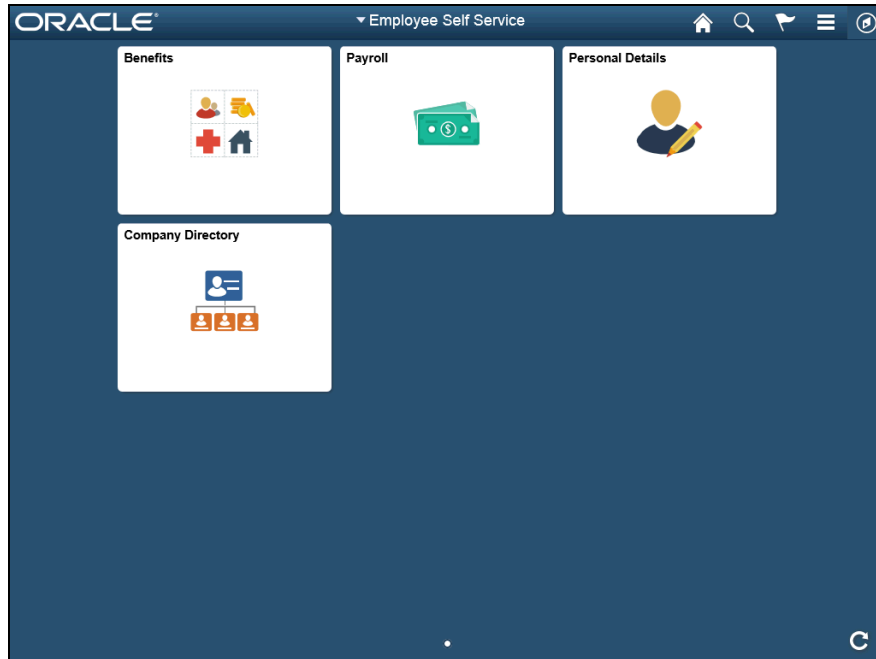 ORACLE
Employee Self Service
Benefits
Payroll
Personal Details
Company Directory